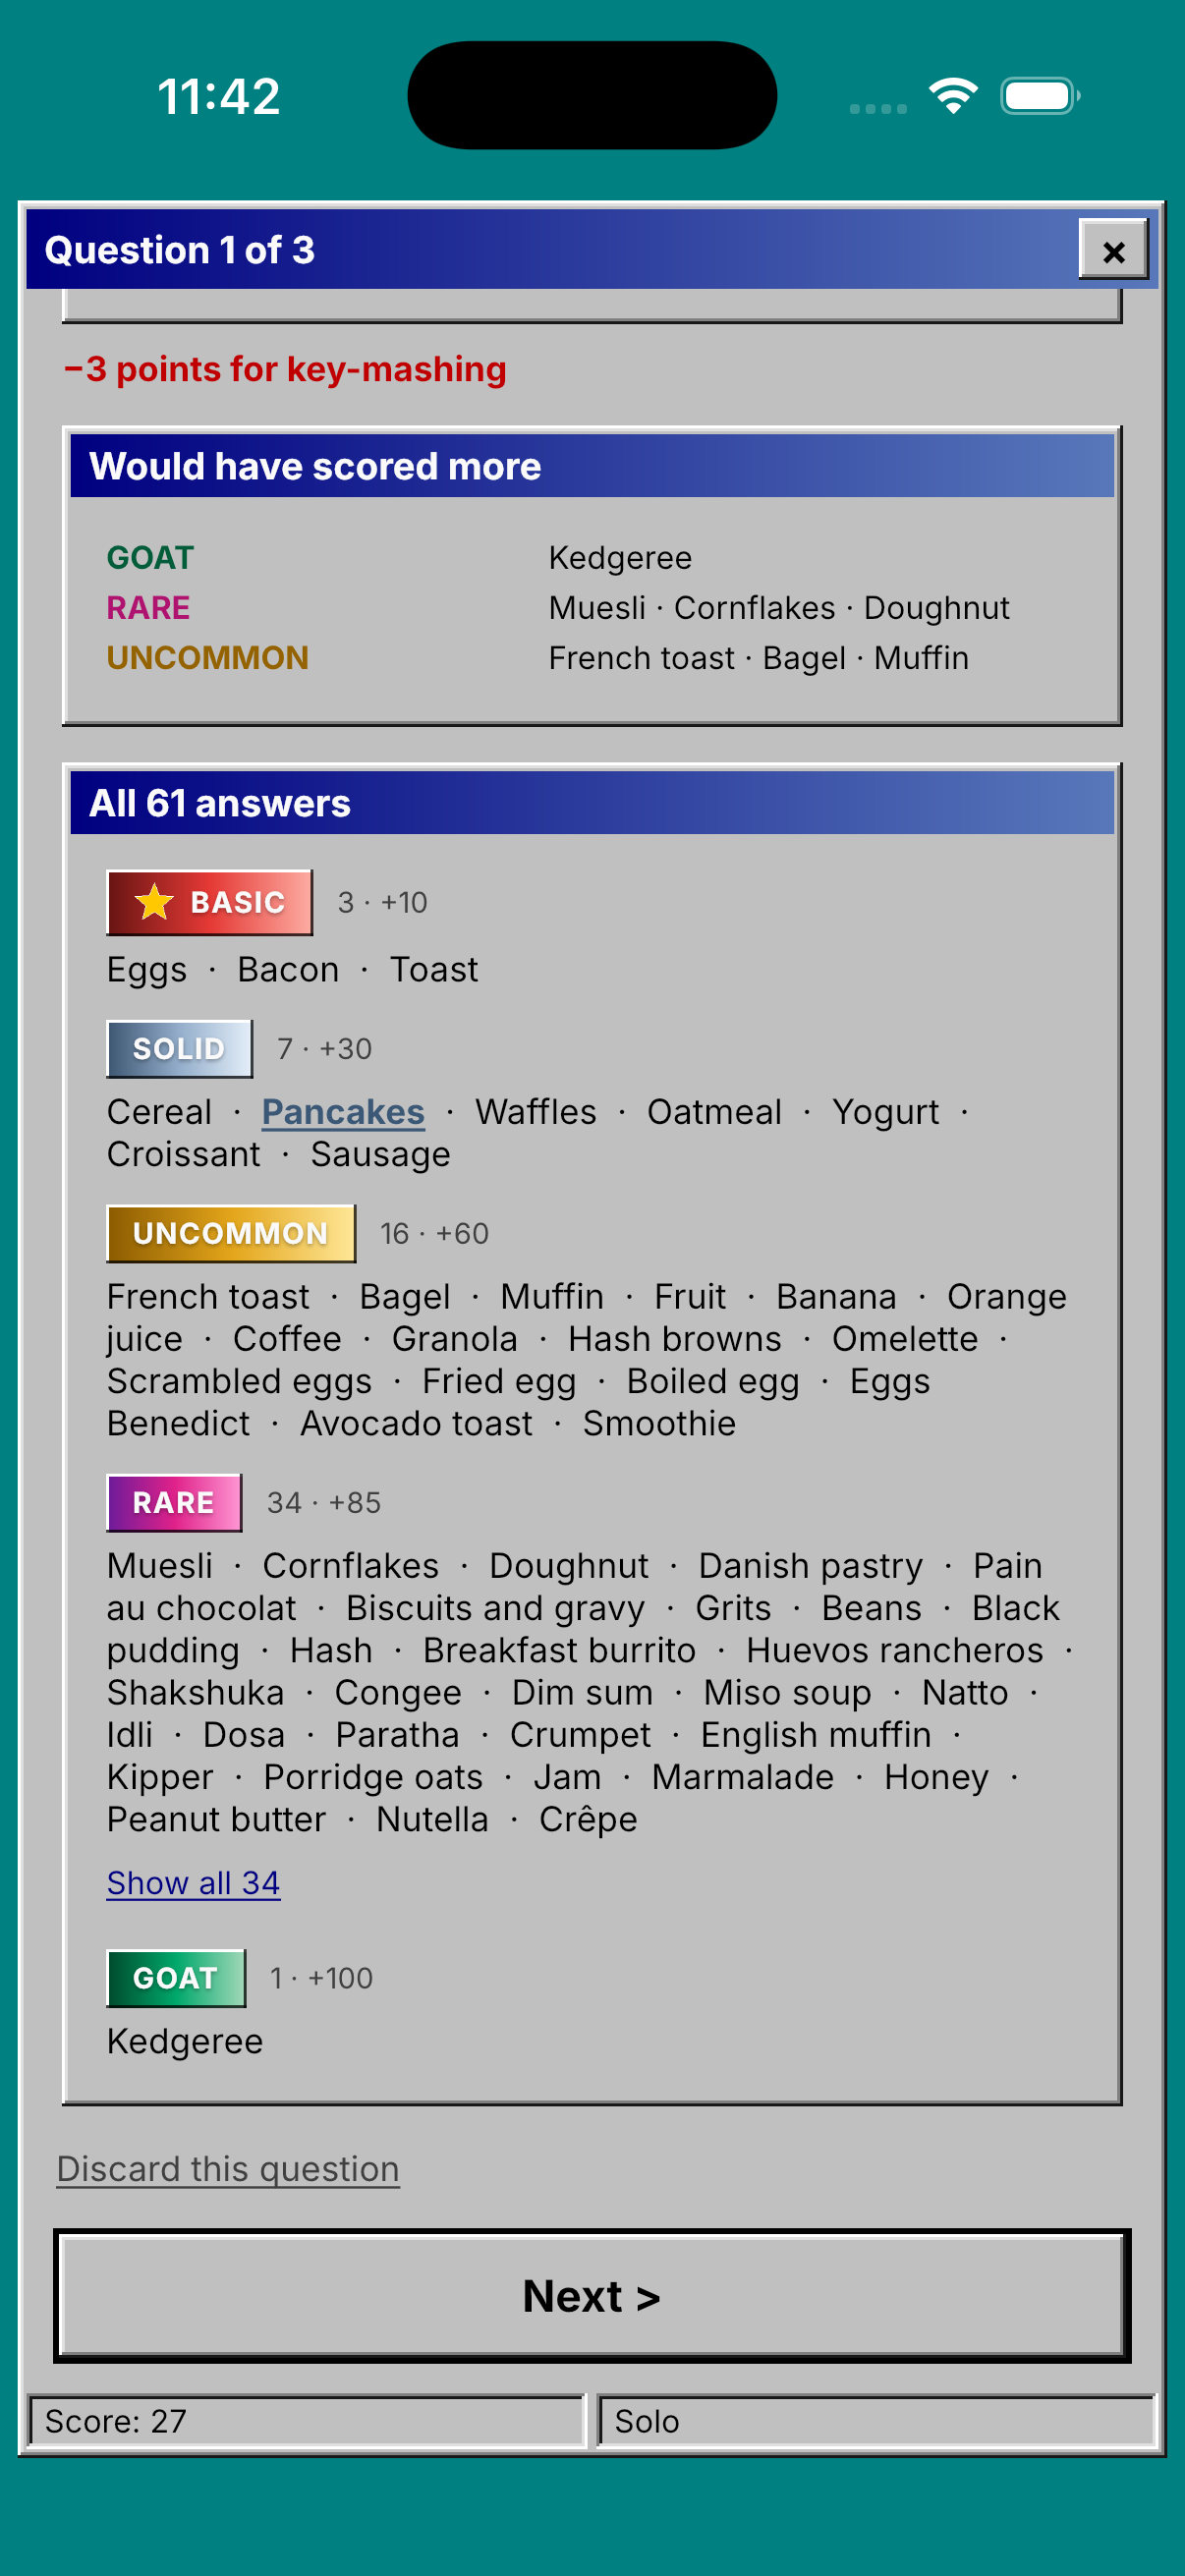 11:42
Question 1 of 3
×
−3 points for key-mashing
Would have scored more
GOAT Kedgeree
RARE Muesli · Cornflakes · Doughnut
UNCOMMON French toast · Bagel · Muffin
All 61 answers
BASIC 3 · +10
Eggs · Bacon · Toast
SOLID 7 · +30
Cereal · Pancakes · Waffles · Oatmeal · Yogurt ·
Croissant · Sausage
UNCOMMON 16 · +60
French toast · Bagel · Muffin · Fruit · Banana · Orange
juice · Coffee · Granola · Hash browns · Omelette ·
Scrambled eggs · Fried egg · Boiled egg · Eggs
Benedict · Avocado toast · Smoothie
RARE 34 · +85
Muesli · Cornflakes · Doughnut · Danish pastry · Pain
au chocolat · Biscuits and gravy · Grits · Beans · Black
pudding · Hash · Breakfast burrito · Huevos rancheros ·
Shakshuka · Congee · Dim sum · Miso soup · Natto ·
Idli · Dosa · Paratha · Crumpet · English muffin ·
Kipper · Porridge oats · Jam · Marmalade · Honey ·
Peanut butter · Nutella · Crêpe
Show all 34
GOAT 1 · +100
Kedgeree
Discard this question
Next >
Score: 27
Solo